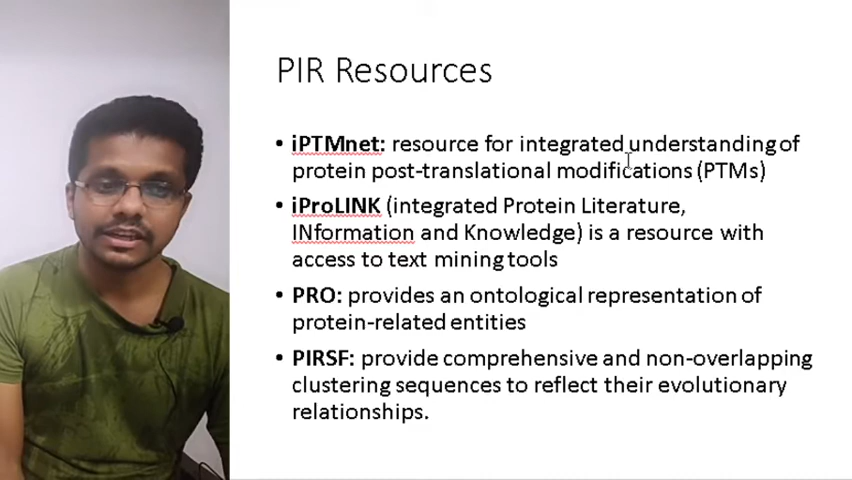 PIR Resources
• iPTMnet: resource for integrated understanding of
protein post-translational modifications (PTMs)
• iProLINK (integrated Protein Literature,
INformation and Knowledge) is a resource with
access to text mining tools
• PRO: provides an ontological representation of
protein-related entities
• PIRSF: provide comprehensive and non-overlapping
clustering sequences to reflect their evolutionary
relationships.